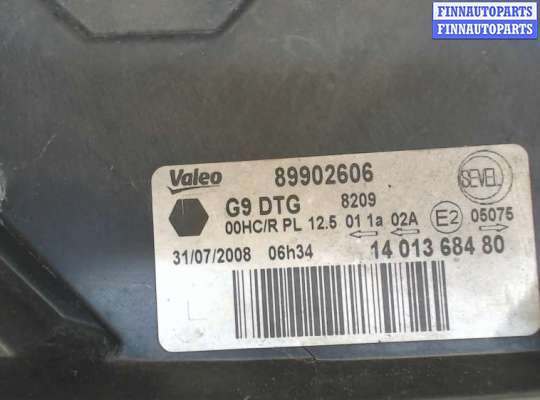 FINNAUTOPARTS
FINNAUTOPARTS
Valeo 89902606
SEVEL
G9 DTG 8209
00HC/R PL 12.5 01 1a 02A E2 05075
31/07/2008 06h34 14 013 684 80